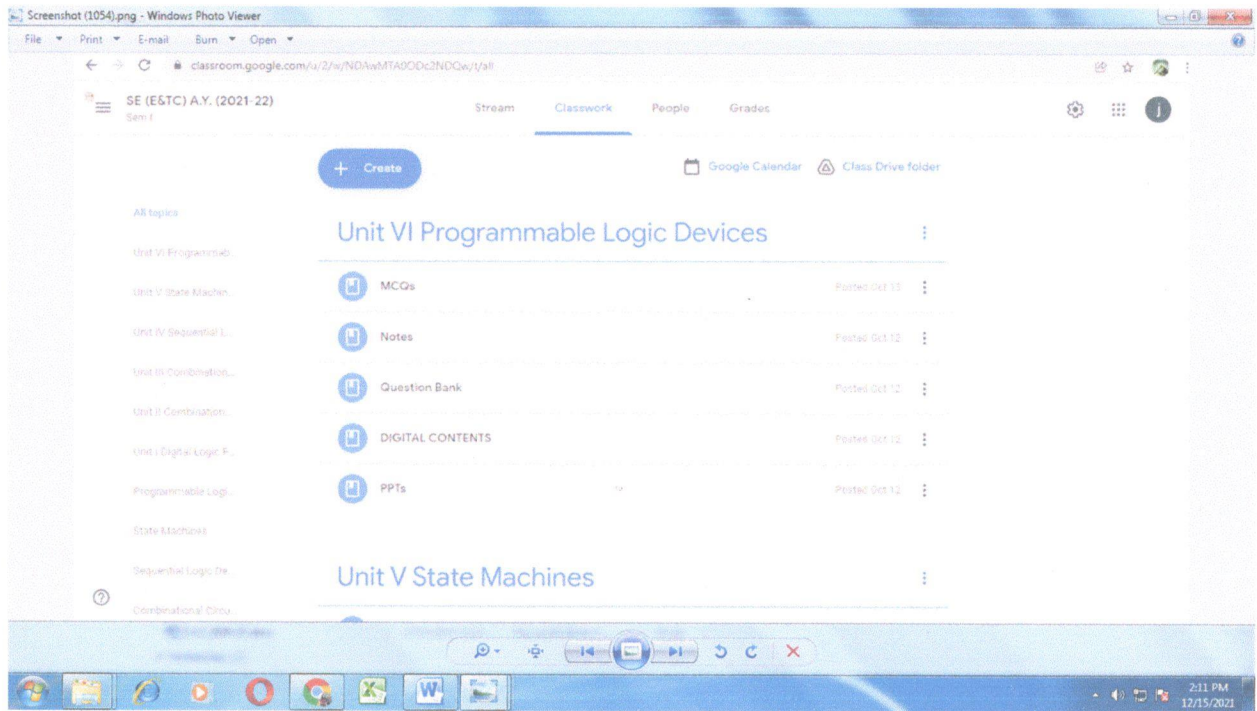 Screenshot (1054).png - Windows Photo Viewer
File Print E-mail Burn Open
classroom.google.com/u/2/w/NDAwMTA0ODc2NDQw/t/all
SE (E&TC) A.Y. (2021-22)
Sem I
Stream Classwork People Grades
j
+ Create
Google Calendar Class Drive folder
All topics
Unit VI Programmab...
Unit V State Machin...
Unit IV Sequential L...
Unit III Combination...
Unit II Combination...
Unit I Digital Logic F...
Programmable Logi...
State Machines
Sequential Logic De...
Combinational Circu...
Unit VI Programmable Logic Devices
MCQs Posted Oct 13
Notes Posted Oct 12
Question Bank Posted Oct 12
DIGITAL CONTENTS Posted Oct 12
PPTs Posted Oct 12
Unit V State Machines
2:11 PM
12/15/2021